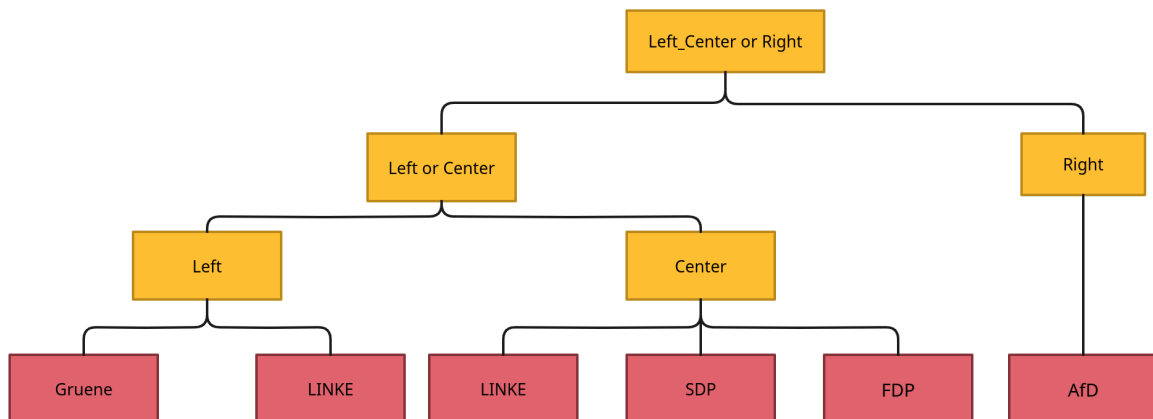 Left_Center or Right
Left or Center
Right
Left
Center
Gruene
LINKE
LINKE
SDP
FDP
AfD